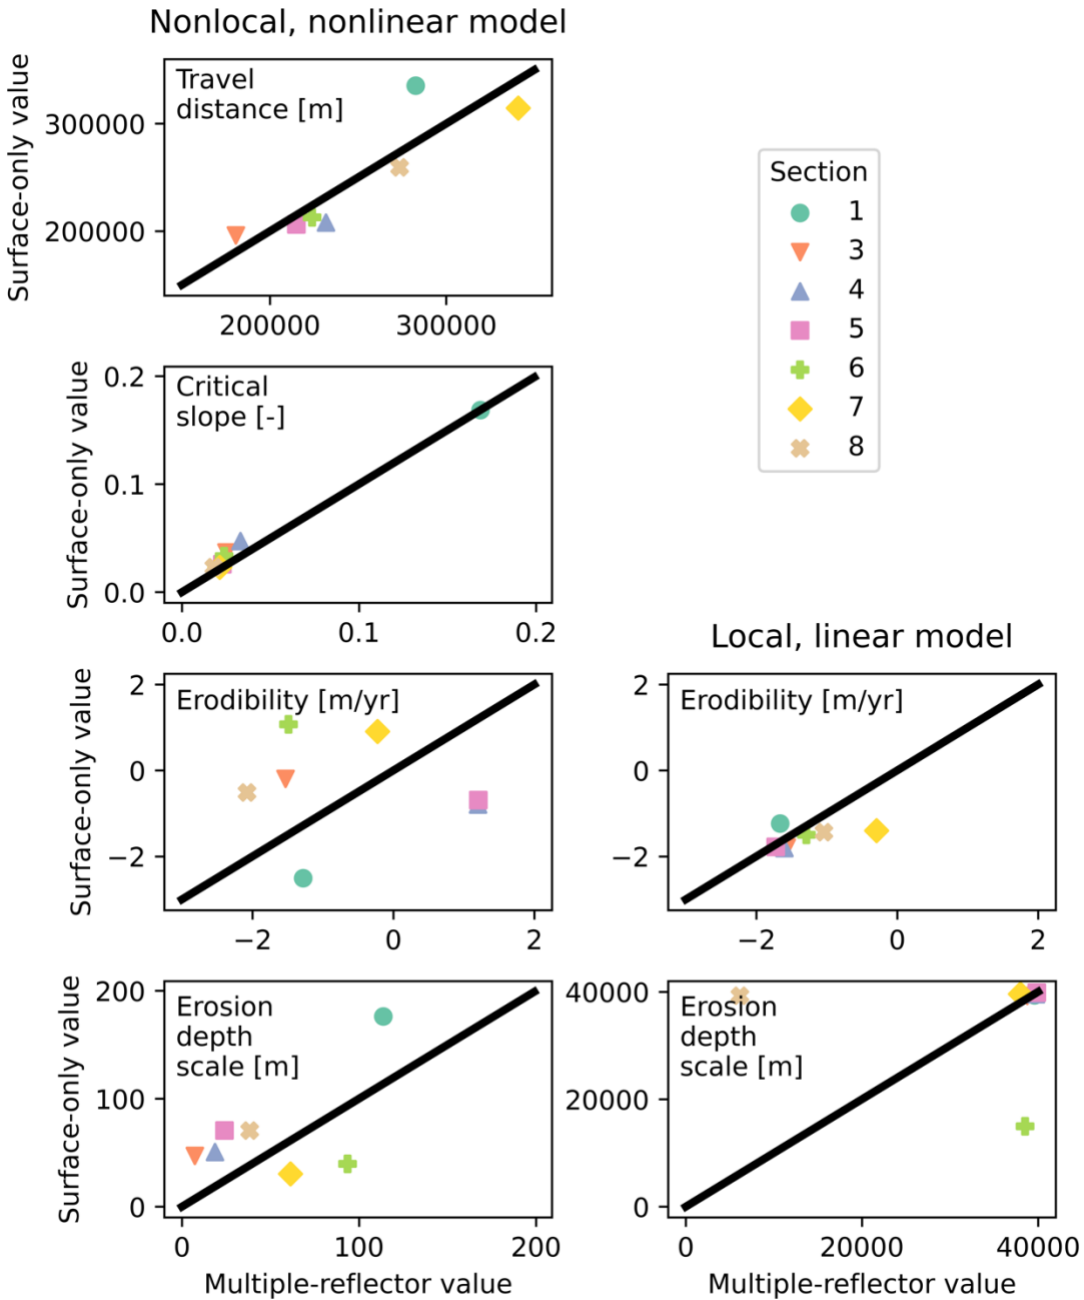 Nonlocal, nonlinear model
Surface-only value
Travel
distance [m]
300000
200000
200000
300000
Section
1
3
4
5
6
7
8
Surface-only value
Critical
slope [-]
0.2
0.1
0.0
0.0
0.1
0.2
Local, linear model
Surface-only value
Erodibility [m/yr]
2
0
−2
−2
0
2
Erodibility [m/yr]
2
0
−2
−2
0
2
Surface-only value
Erosion
depth
scale [m]
200
100
0
0
100
200
Multiple-reflector value
Erosion
depth
scale [m]
40000
20000
0
0
20000
40000
Multiple-reflector value